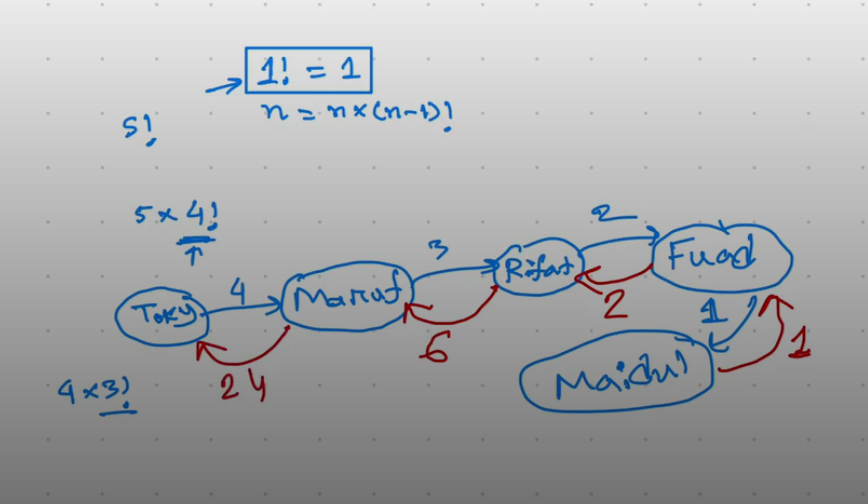 1! = 1
n = n × (n-1)!
5!
5 × 4!
2
3
Fuad
Rifat
4
Maruf
Toky
1
2
1
6
Maidul
24
4 × 3!